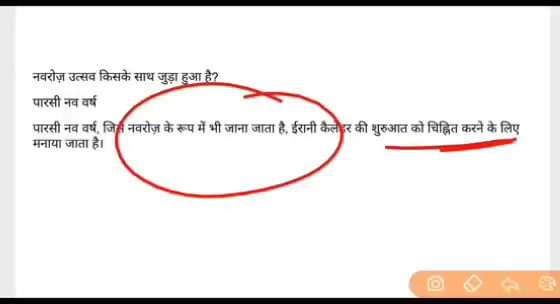 नवरोज़ उत्सव किसके साथ जुड़ा हुआ है?
पारसी नव वर्ष
पारसी नव वर्ष, जिसे नवरोज़ के रूप में भी जाना जाता है, ईरानी कैलेंडर की शुरुआत को चिह्नित करने के लिए
मनाया जाता है।